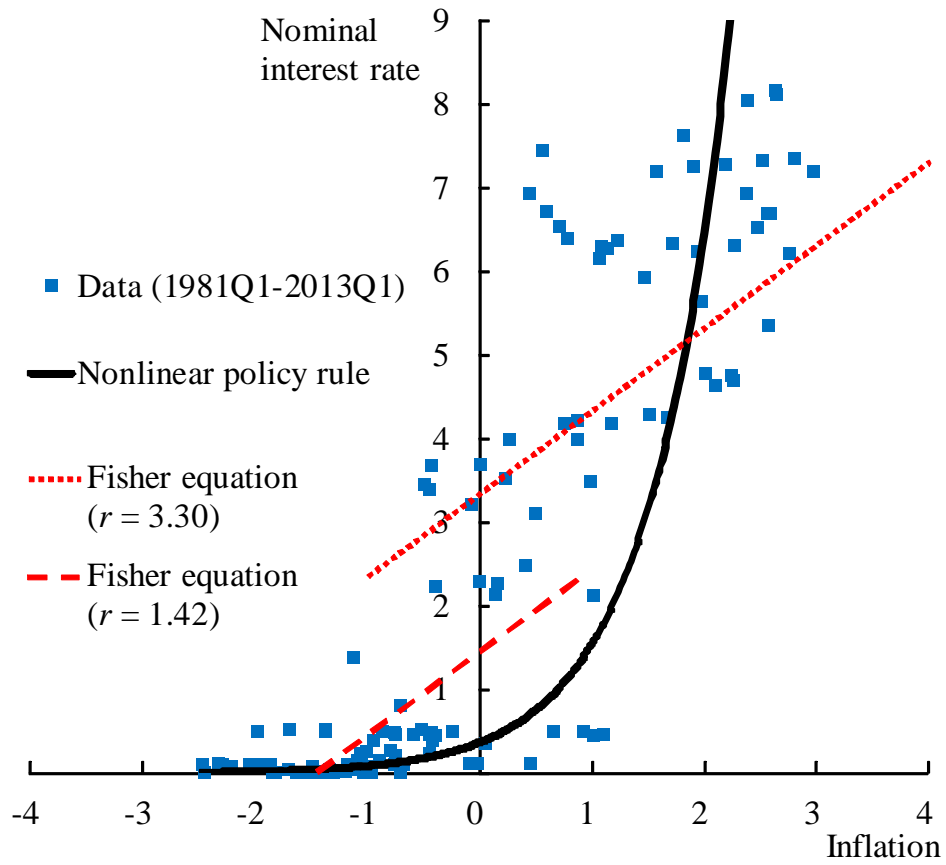 Nominal
interest rate
9
8
7
6
5
4
3
2
1
Data (1981Q1-2013Q1)
Nonlinear policy rule
Fisher equation
(r = 3.30)
Fisher equation
(r = 1.42)
-4 -3 -2 -1 0 1 2 3 4
Inflation